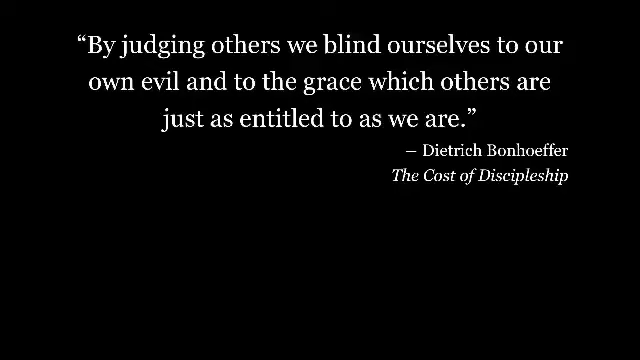 “By judging others we blind ourselves to our
own evil and to the grace which others are
just as entitled to as we are.”
— Dietrich Bonhoeffer
The Cost of Discipleship